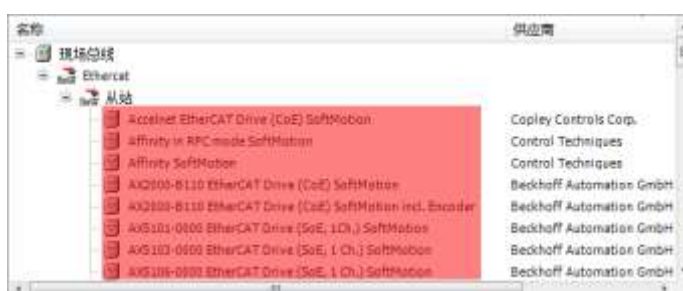 名称 供应商
现场总线
Ethercat
从站
Accelnet EtherCAT Drive (CoE) SoftMotion Copley Controls Corp.
Affinity in RPC mode SoftMotion Control Techniques
Affinity SoftMotion Control Techniques
AX2000-B110 EtherCAT Drive (CoE) SoftMotion Beckhoff Automation GmbH
AX2000-B110 EtherCAT Drive (CoE) SoftMotion incl. Encoder Beckhoff Automation GmbH
AX5101-0000 EtherCAT Drive (SoE, 1Ch.) SoftMotion Beckhoff Automation GmbH
AX5103-0000 EtherCAT Drive (SoE, 1 Ch.) SoftMotion Beckhoff Automation GmbH
AX5106-0000 EtherCAT Drive (SoE, 1 Ch.) SoftMotion Beckhoff Automation GmbH